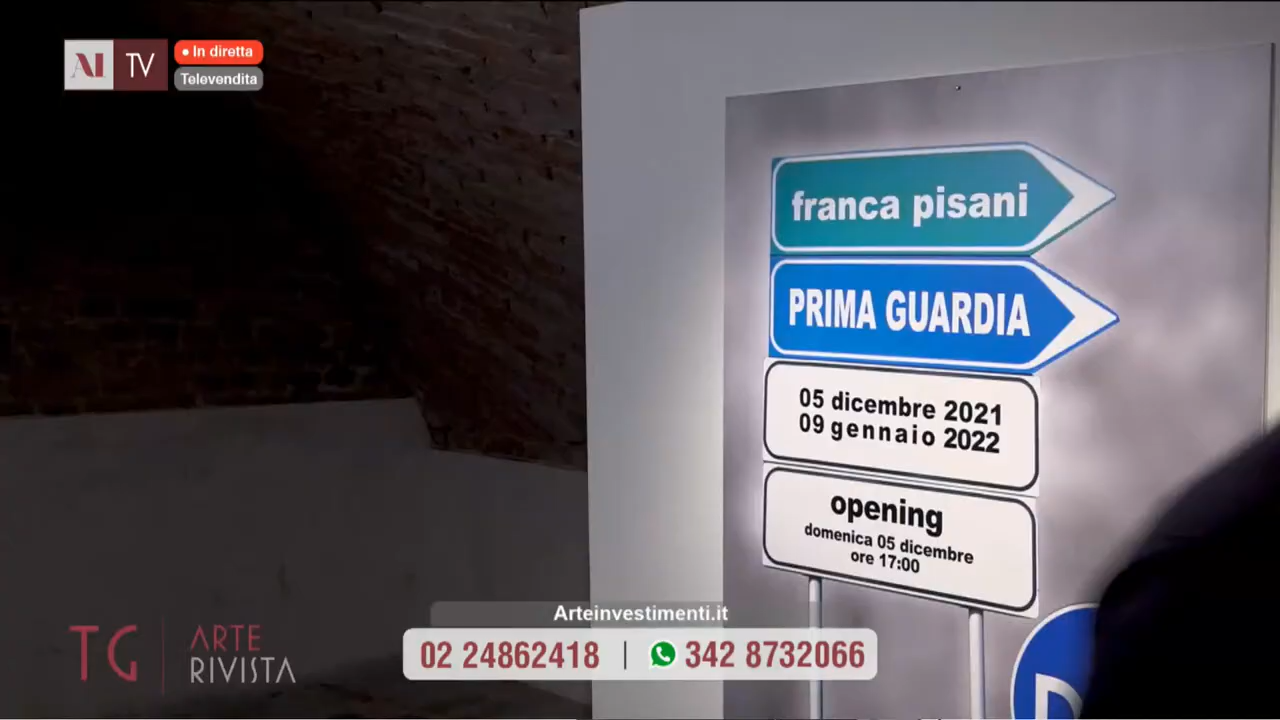 AI TV
In diretta
Televendita
franca pisani
PRIMA GUARDIA
05 dicembre 2021
09 gennaio 2022
opening
domenica 05 dicembre
ore 17:00
Arteinvestimenti.it
02 24862418 | 342 8732066
TG ARTE
RIVISTA